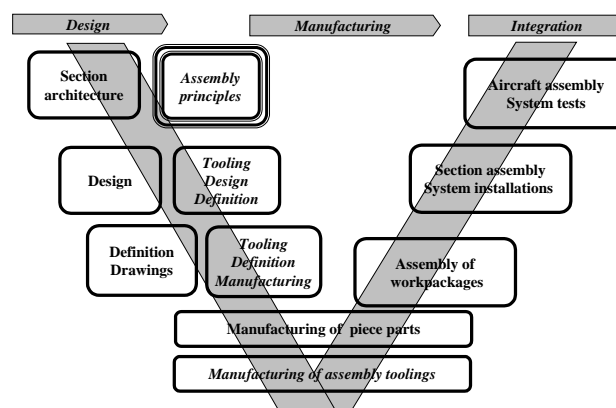 Design
Manufacturing
Integration
Section
architecture
Assembly
principles
Aircraft assembly
System tests
Design
Tooling
Design
Definition
Section assembly
System installations
Definition
Drawings
Tooling
Definition
Manufacturing
Assembly of
workpackages
Manufacturing of piece parts
Manufacturing of assembly toolings